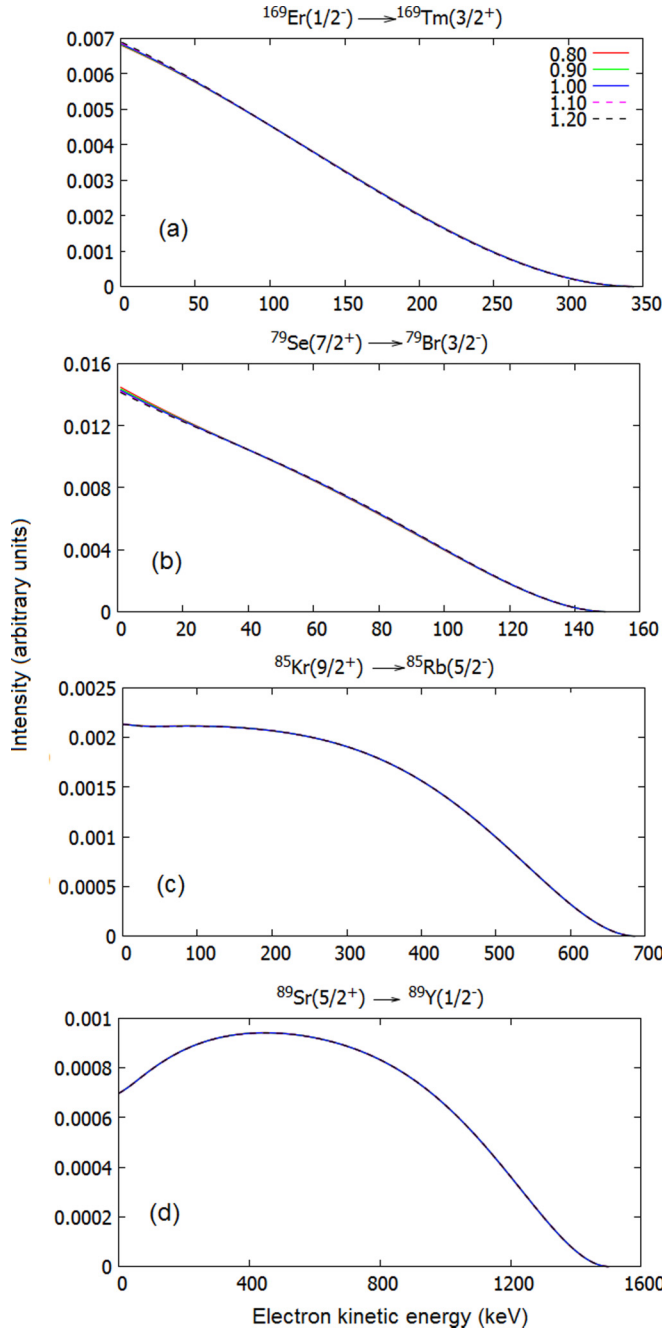 ¹⁶⁹Er(1/2⁻) ⟶ ¹⁶⁹Tm(3/2⁺)
0.007
0.006
0.005
0.004
0.003
0.002
0.001
0
0.80
0.90
1.00
1.10
1.20
(a)
0 50 100 150 200 250 300 350
⁷⁹Se(7/2⁺) ⟶ ⁷⁹Br(3/2⁻)
0.016
0.012
0.008
0.004
0
(b)
0 20 40 60 80 100 120 140 160
Intensity (arbitrary units)
⁸⁵Kr(9/2⁺) ⟶ ⁸⁵Rb(5/2⁻)
0.0025
0.002
0.0015
0.001
0.0005
0
(c)
0 100 200 300 400 500 600 700
⁸⁹Sr(5/2⁺) ⟶ ⁸⁹Y(1/2⁻)
0.001
0.0008
0.0006
0.0004
0.0002
0
(d)
0 400 800 1200 1600
Electron kinetic energy (keV)